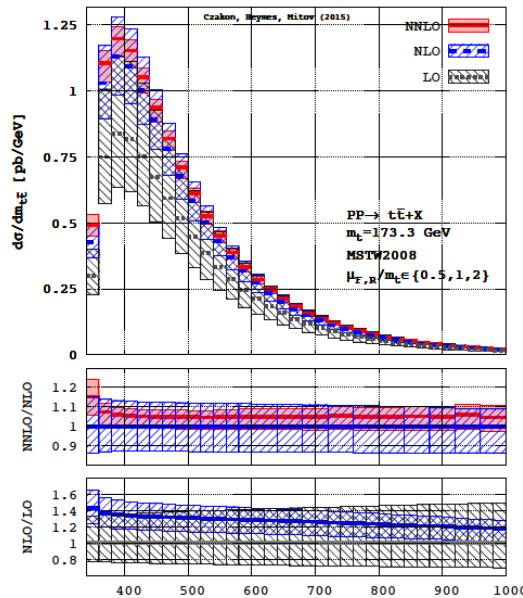 Czakon, Heymes, Mitov (2015)
NNLO
NLO
LO
dσ/dm_tt̄ [pb/GeV]
1.25
1
0.75
0.5
0.25
0
PP→ tt̄+X
m_t=173.3 GeV
MSTW2008
μ_F,R/m_t∈{0.5,1,2}
NNLO/NLO
1.2
1.1
1
0.9
NLO/LO
1.6
1.4
1.2
1
0.8
400 500 600 700 800 900 1000